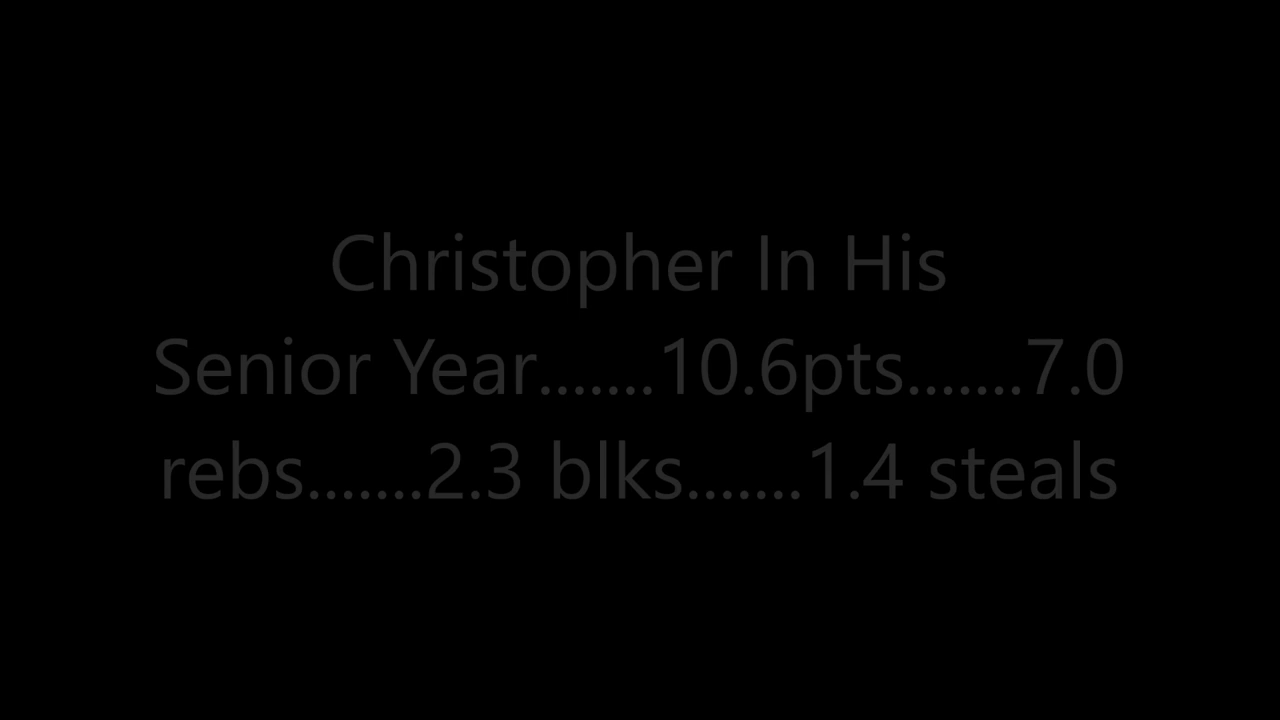 Christopher In His
Senior Year.......10.6pts.......7.0
rebs.......2.3 blks.......1.4 steals